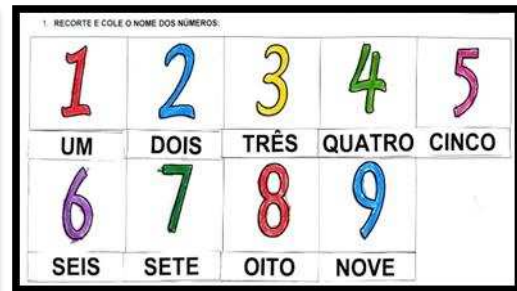 1. RECORTE E COLE O NOME DOS NÚMEROS:
1 2 3 4 5
UM DOIS TRÊS QUATRO CINCO
6 7 8 9
SEIS SETE OITO NOVE